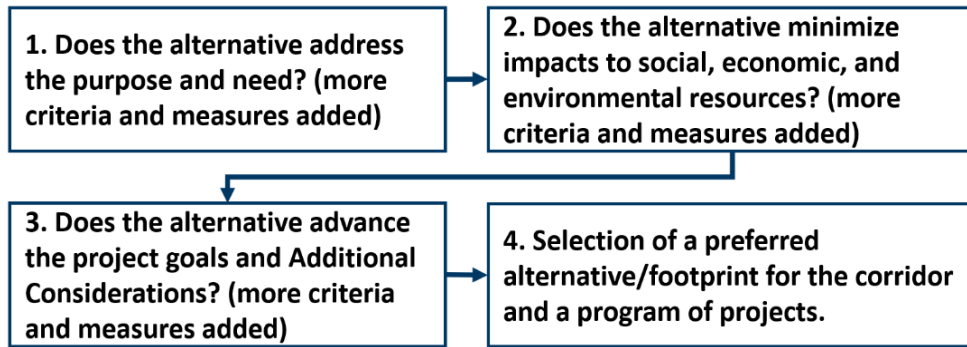 1. Does the alternative address
the purpose and need? (more
criteria and measures added)
2. Does the alternative minimize
impacts to social, economic, and
environmental resources? (more
criteria and measures added)
3. Does the alternative advance
the project goals and Additional
Considerations? (more criteria
and measures added)
4. Selection of a preferred
alternative/footprint for the corridor
and a program of projects.